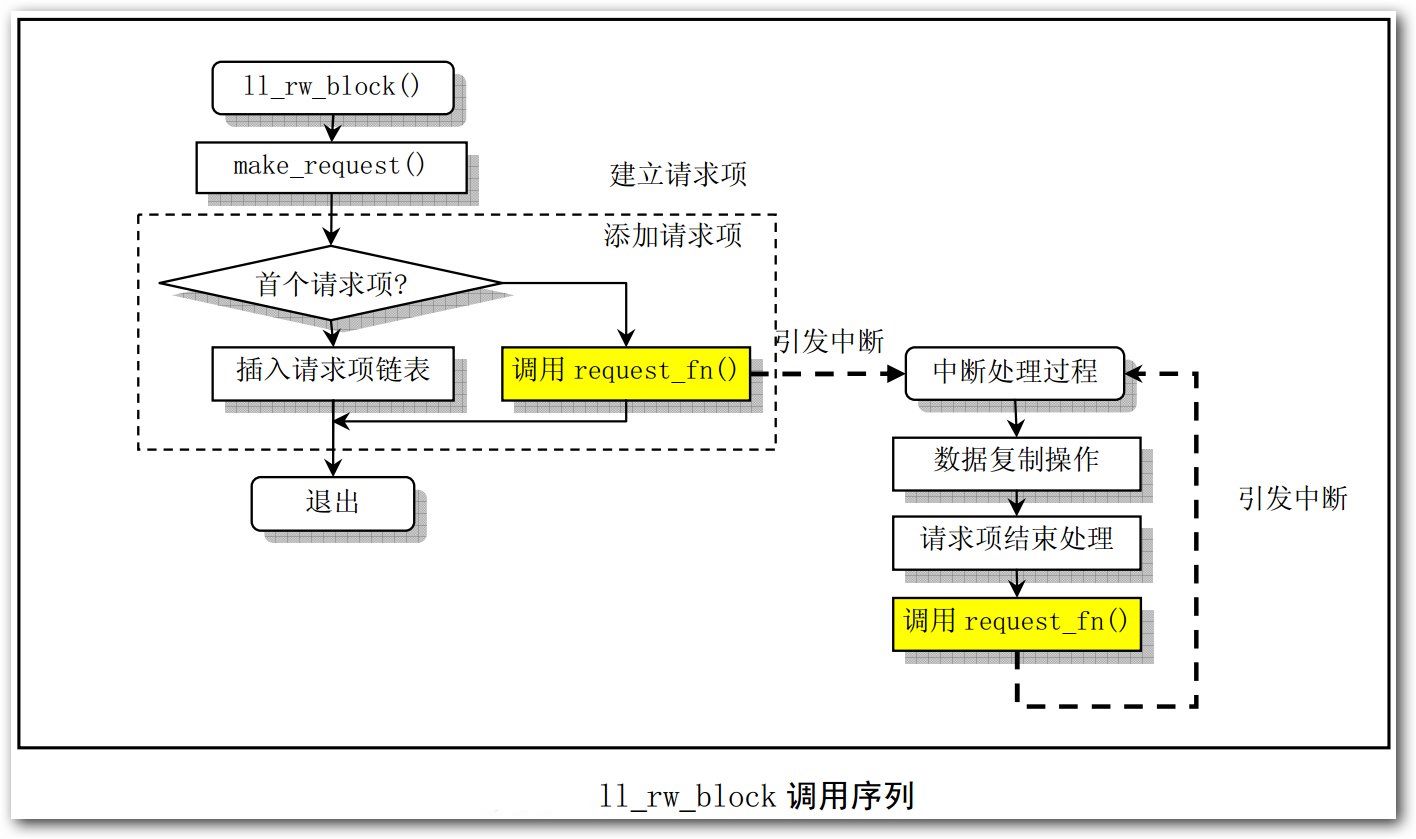 ll_rw_block()
make_request()
建立请求项
添加请求项
首个请求项?
插入请求项链表
调用 request_fn()
引发中断
中断处理过程
退出
数据复制操作
引发中断
请求项结束处理
调用 request_fn()
ll_rw_block 调用序列